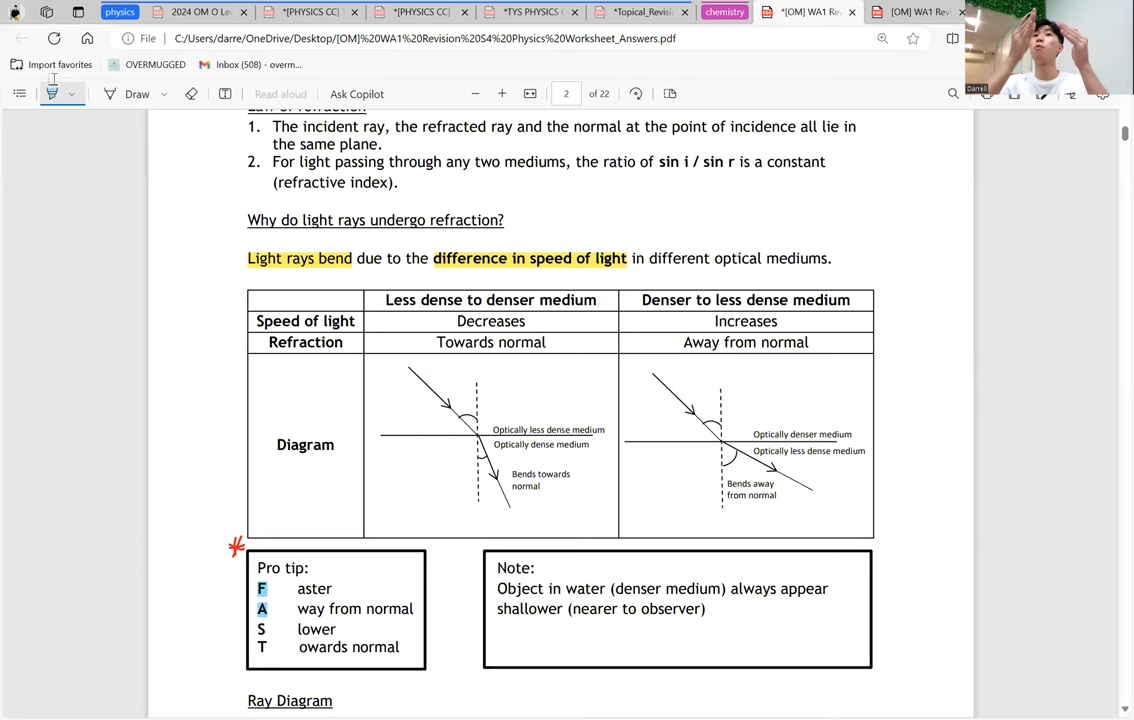 physics
2024 OM O Le
*[PHYSICS CC]
*[PHYSICS CC]
*TYS PHYSICS
*Topical_Revisi
chemistry
*[OM] WA1 Re
[OM] WA1 Revi
File
C:/Users/darre/OneDrive/Desktop/[OM]%20WA1%20Revision%20S4%20Physics%20Worksheet_Answers.pdf
Import favorites
OVERMUGGED
Inbox (508) – overm...
Draw
Read aloud
Ask Copilot
2 of 22
Darrell
Law of refraction
1. The incident ray, the refracted ray and the normal at the point of incidence all lie in
the same plane.
2. For light passing through any two mediums, the ratio of sin i / sin r is a constant
(refractive index).
Why do light rays undergo refraction?
Light rays bend due to the difference in speed of light in different optical mediums.
Less dense to denser medium
Denser to less dense medium
Speed of light
Decreases
Increases
Refraction
Towards normal
Away from normal
Diagram
Optically less dense medium
Optically dense medium
Bends towards
normal
Optically denser medium
Optically less dense medium
Bends away
from normal
Pro tip:
F aster
A way from normal
S lower
T owards normal
Note:
Object in water (denser medium) always appear
shallower (nearer to observer)
Ray Diagram